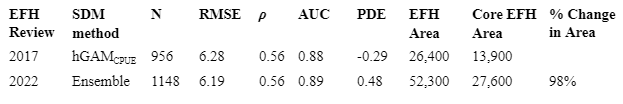 EFH SDM N RMSE ρ AUC PDE EFH Core EFH % Change
Review method Area Area in Area
2017 hGAMCPUE 956 6.28 0.56 0.88 -0.29 26,400 13,900
2022 Ensemble 1148 6.19 0.56 0.89 0.48 52,300 27,600 98%